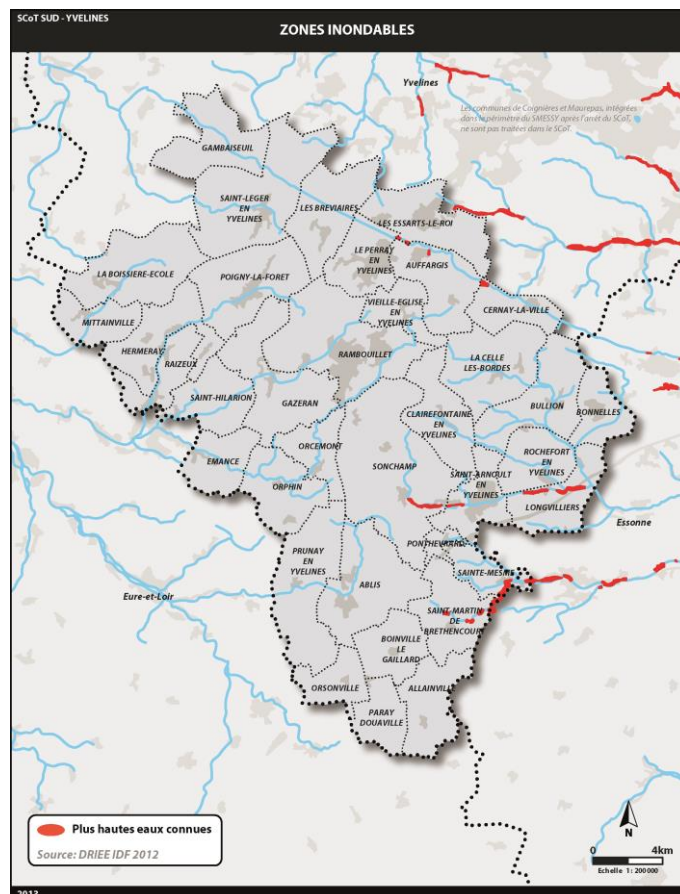 SCoT SUD - YVELINES
ZONES INONDABLES
Yvelines
Les communes de Coignières et Maurepas, intégrées
dans le périmètre du SMESSY après l'arrêt du SCoT,
ne sont pas traitées dans le SCoT.
GAMBAISEUIL
SAINT-LEGER
EN
YVELINES
LES BREVIAIRES
LES ESSARTS-LE-ROI
LE PERRAY
EN
YVELINES
AUFFARGIS
LA BOISSIERE-ECOLE
POIGNY-LA-FORET
VIEILLE-EGLISE
EN
YVELINES
CERNAY-LA-VILLE
MITTAINVILLE
HERMERAY
RAIZEUX
RAMBOUILLET
LA CELLE
LES-BORDES
SAINT-HILARION
GAZERAN
CLAIREFONTAINE
EN
YVELINES
BULLION
BONNELLES
ORCEMONT
EMANCE
SONCHAMP
ROCHEFORT
EN
YVELINES
SAINT-ARNOULT
EN
YVELINES
ORPHIN
LONGVILLIERS
Essonne
PONTHEVRARD
PRUNAY
EN
YVELINES
SAINTE-MESME
ABLIS
Eure-et-Loir
SAINT-MARTIN
DE
BRETHENCOURT
BOINVILLE
LE
GAILLARD
ORSONVILLE
ALLAINVILLE
PARAY
DOUAVILLE
Plus hautes eaux connues
Source: DRIEE IDF 2012
N
0 4km
Echelle 1: 200 000
2013